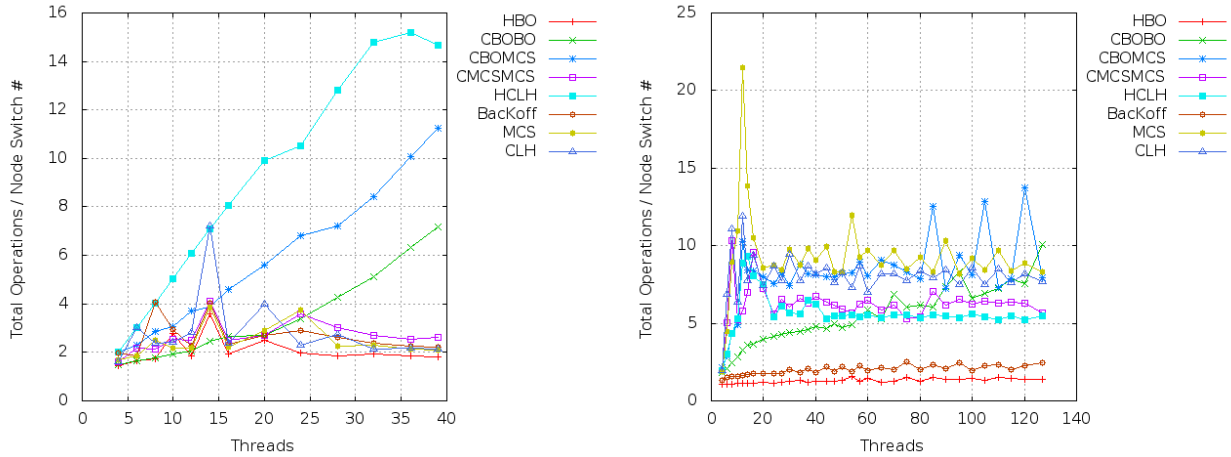 Total Operations / Node Switch #
16
14
12
10
8
6
4
2
0
0 5 10 15 20 25 30 35 40
Threads
HBO
CBOBO
CBOMCS
CMCSMCS
HCLH
BacKoff
MCS
CLH
Total Operations / Node Switch #
25
20
15
10
5
0
0 20 40 60 80 100 120 140
Threads
HBO
CBOBO
CBOMCS
CMCSMCS
HCLH
BacKoff
MCS
CLH